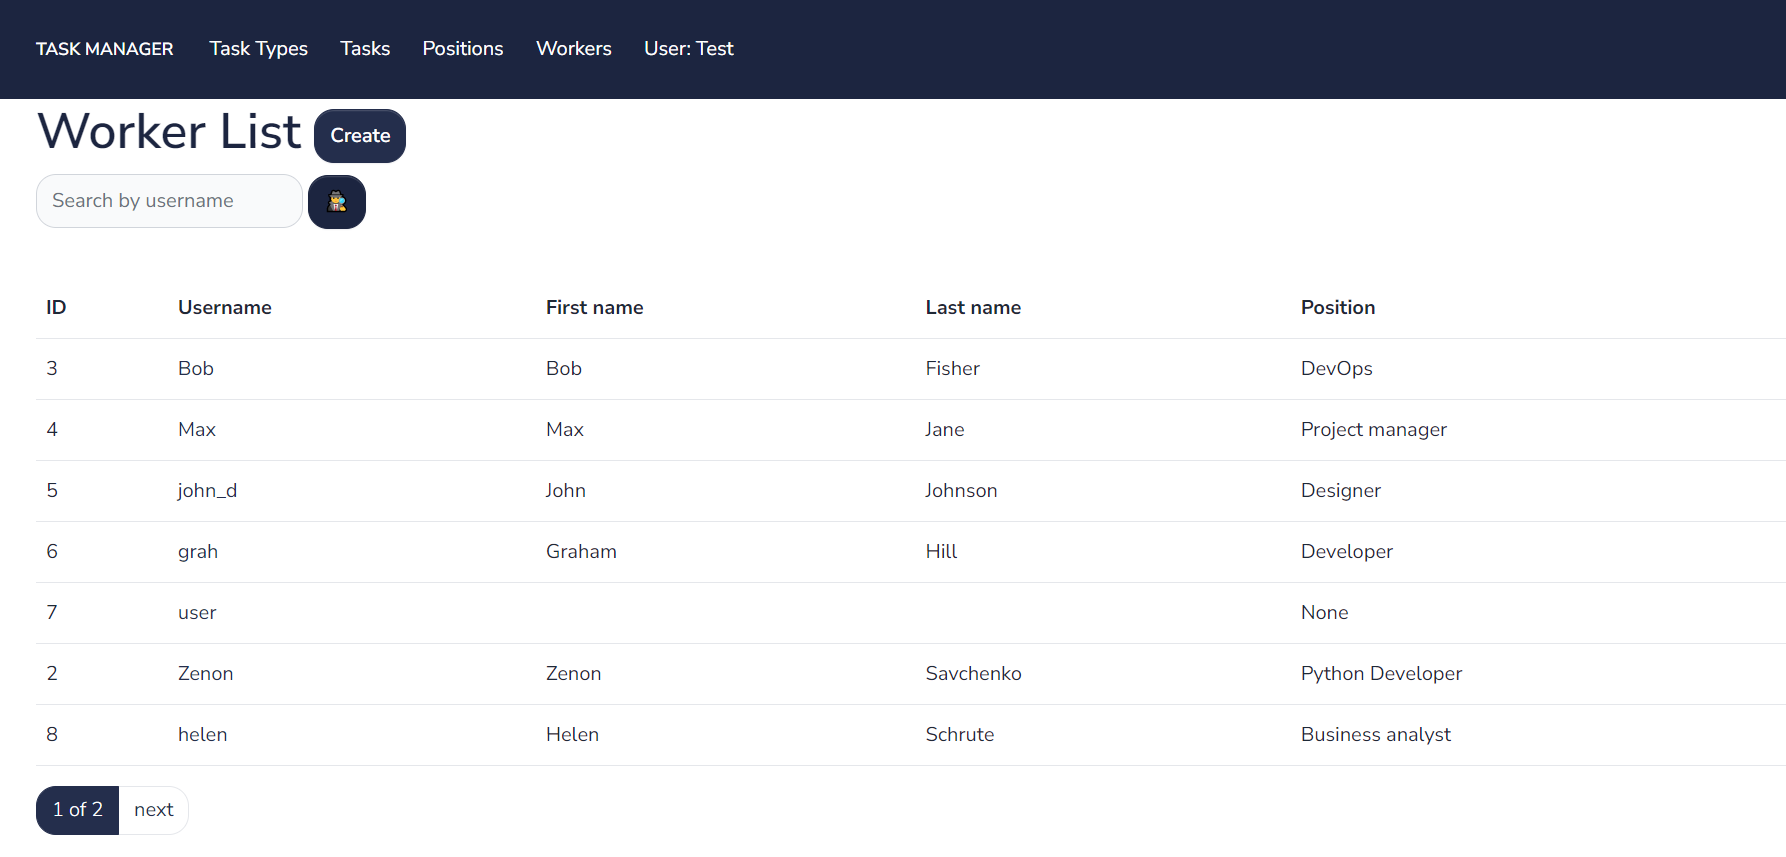 TASK MANAGER Task Types Tasks Positions Workers User: Test
Worker List Create
Search by username
ID Username First name Last name Position
3 Bob Bob Fisher DevOps
4 Max Max Jane Project manager
5 john_d John Johnson Designer
6 grah Graham Hill Developer
7 user None
2 Zenon Zenon Savchenko Python Developer
8 helen Helen Schrute Business analyst
1 of 2 next